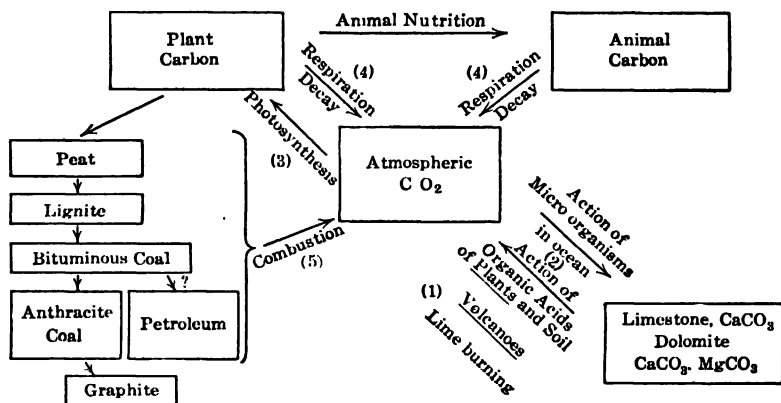 Animal Nutrition
Plant
Carbon
Animal
Carbon
(4)
Respiration
Decay
(4)
Respiration
Decay
Photosynthesis
(3)
Atmospheric
C O₂
Peat
Lignite
Bituminous Coal
?
Anthracite
Coal
Petroleum
Graphite
Combustion
(5)
Action of
Micro organisms
in ocean
(2)
Action of
Organic Acids
of Plants and Soil
(1)
Volcanoes
Lime burning
Limestone, CaCO₃
Dolomite
CaCO₃. MgCO₃